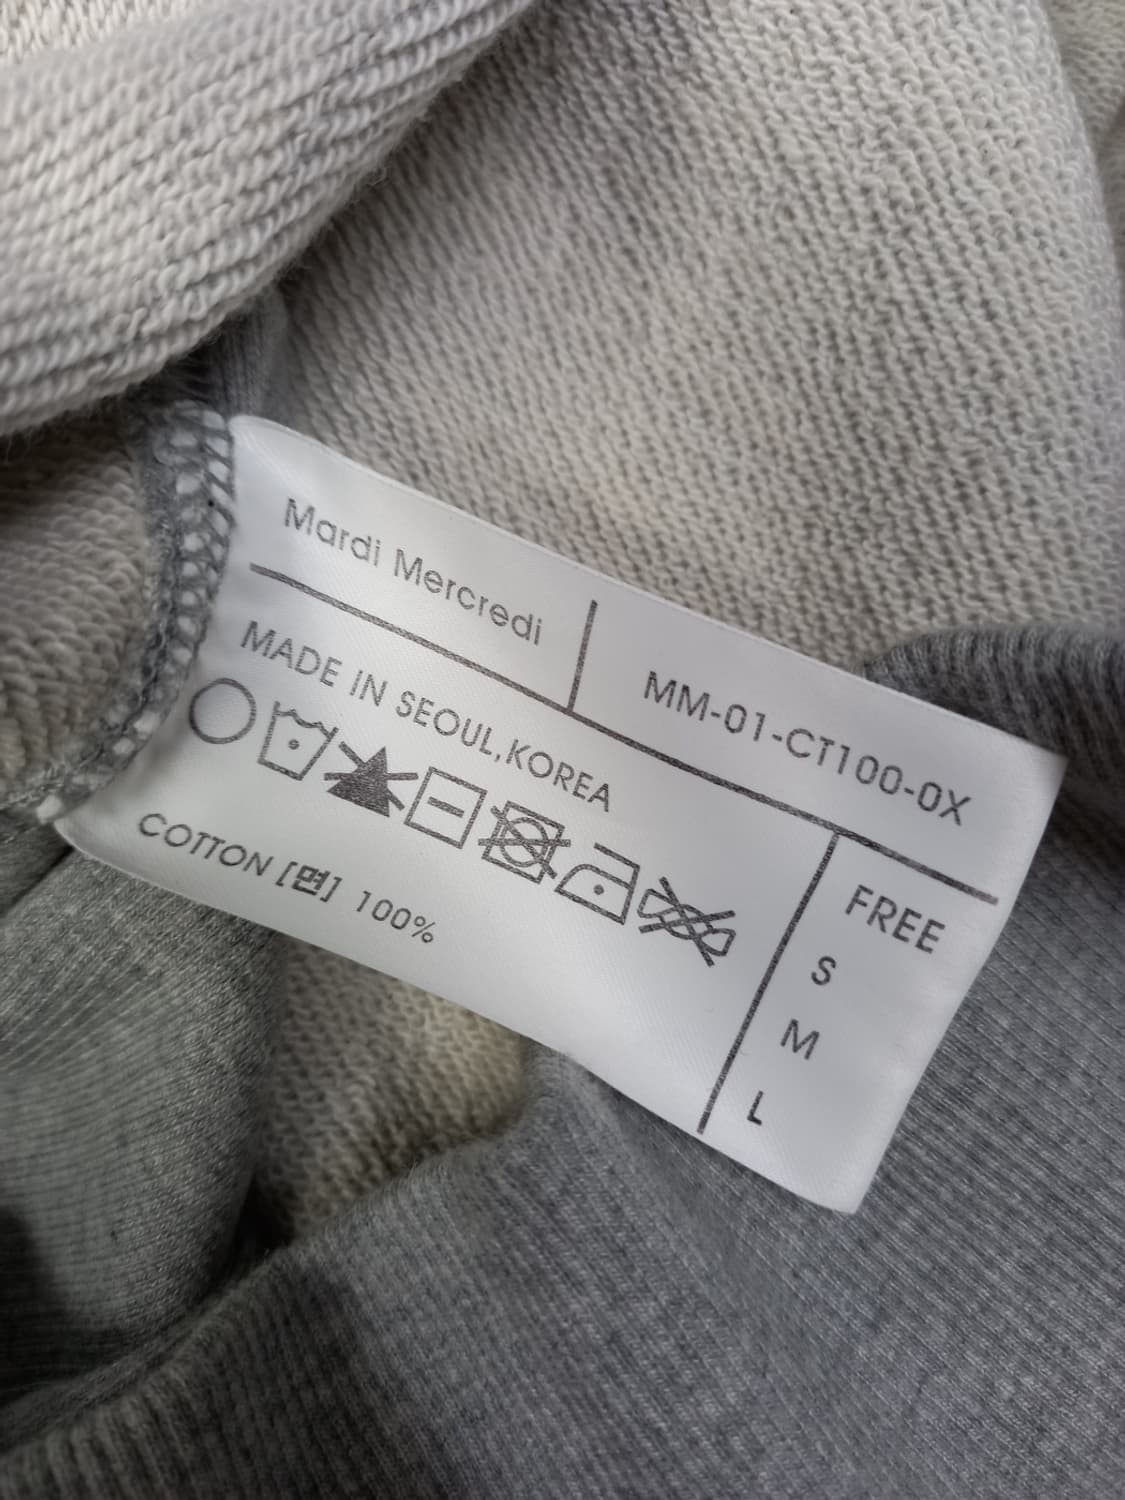 Mardi Mercredi
MM-01-CT100-0X
MADE IN SEOUL,KOREA
COTTON [면] 100%
FREE
S
M
L